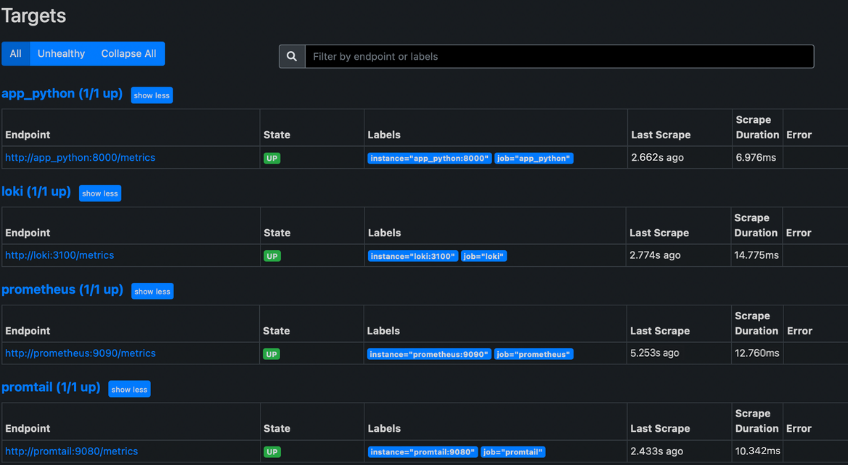 Targets
All Unhealthy Collapse All Filter by endpoint or labels
app_python (1/1 up) show less
Endpoint State Labels Last Scrape Scrape Duration Error
http://app_python:8000/metrics UP instance="app_python:8000" job="app_python" 2.662s ago 6.976ms
loki (1/1 up) show less
Endpoint State Labels Last Scrape Scrape Duration Error
http://loki:3100/metrics UP instance="loki:3100" job="loki" 2.774s ago 14.775ms
prometheus (1/1 up) show less
Endpoint State Labels Last Scrape Scrape Duration Error
http://prometheus:9090/metrics UP instance="prometheus:9090" job="prometheus" 5.253s ago 12.760ms
promtail (1/1 up) show less
Endpoint State Labels Last Scrape Scrape Duration Error
http://promtail:9080/metrics UP instance="promtail:9080" job="promtail" 2.433s ago 10.342ms